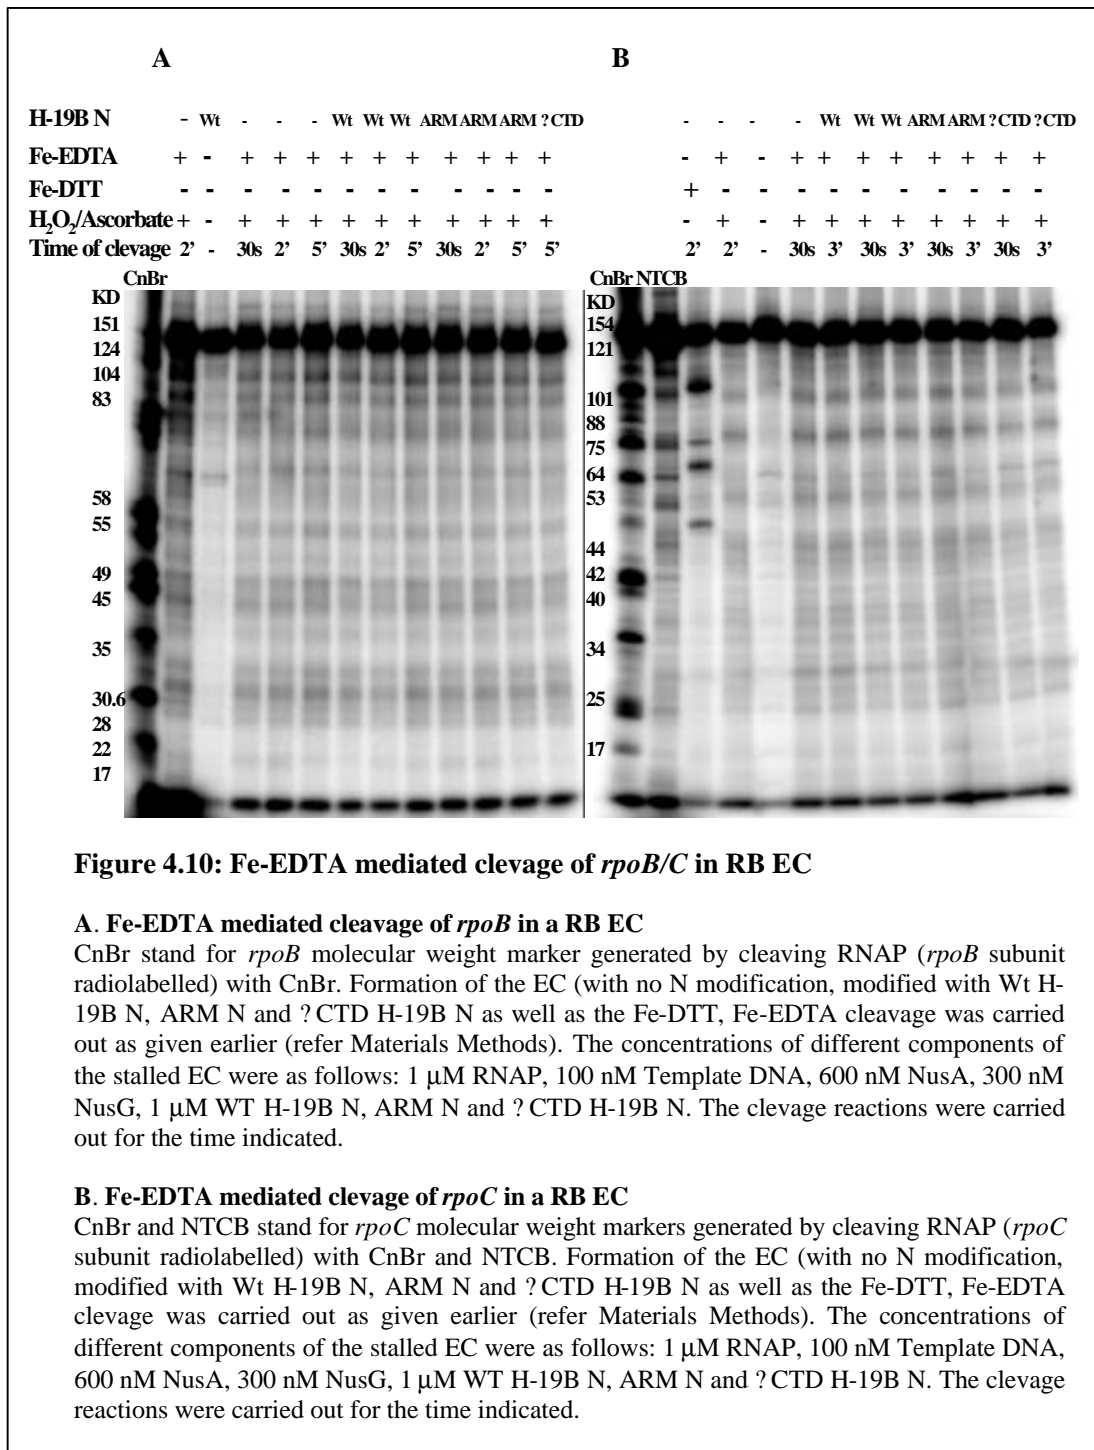 A B
H-19B N - Wt - - - Wt Wt Wt ARM ARM ARM ?CTD - - - - Wt Wt Wt ARM ARM ?CTD ?CTD
Fe-EDTA + - + + + + + + + + + + - + - + + + + + + + +
Fe-DTT - - - - - - - - - - - - + - - - - - - - - - -
H2O2/Ascorbate + - + + + + + + + + + + - + - + + + + + + + +
Time of clevage 2' - 30s 2' 5' 30s 2' 5' 30s 2' 5' 5' 2' 2' - 30s 3' 30s 3' 30s 3' 30s 3'
CnBr CnBr NTCB
KD KD
151 154
124 121
104
83 101
88
75
64
58 53
55
44
49 42
45 40
35 34
30.6 25
28
22 17
17
Figure 4.10: Fe-EDTA mediated clevage of rpoB/C in RB EC
A. Fe-EDTA mediated cleavage of rpoB in a RB EC
CnBr stand for rpoB molecular weight marker generated by cleaving RNAP (rpoB subunit
radiolabelled) with CnBr. Formation of the EC (with no N modification, modified with Wt H-
19B N, ARM N and ?CTD H-19B N as well as the Fe-DTT, Fe-EDTA cleavage was carried
out as given earlier (refer Materials Methods). The concentrations of different components of
the stalled EC were as follows: 1 μM RNAP, 100 nM Template DNA, 600 nM NusA, 300 nM
NusG, 1 μM WT H-19B N, ARM N and ?CTD H-19B N. The clevage reactions were carried
out for the time indicated.
B. Fe-EDTA mediated clevage of rpoC in a RB EC
CnBr and NTCB stand for rpoC molecular weight markers generated by cleaving RNAP (rpoC
subunit radiolabelled) with CnBr and NTCB. Formation of the EC (with no N modification,
modified with Wt H-19B N, ARM N and ?CTD H-19B N as well as the Fe-DTT, Fe-EDTA
clevage was carried out as given earlier (refer Materials Methods). The concentrations of
different components of the stalled EC were as follows: 1 μM RNAP, 100 nM Template DNA,
600 nM NusA, 300 nM NusG, 1 μM WT H-19B N, ARM N and ?CTD H-19B N. The clevage
reactions were carried out for the time indicated.